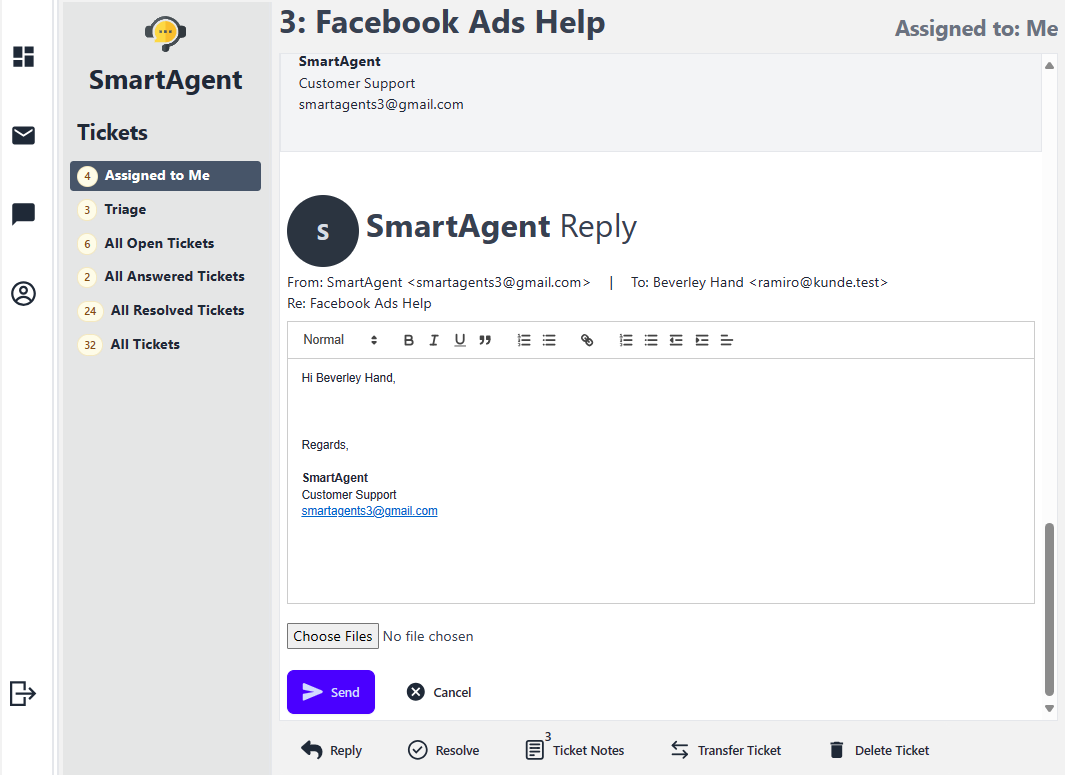 3: Facebook Ads Help
Assigned to: Me
SmartAgent
Tickets
4 Assigned to Me
3 Triage
6 All Open Tickets
2 All Answered Tickets
24 All Resolved Tickets
32 All Tickets
SmartAgent
Customer Support
smartagents3@gmail.com
S
SmartAgent Reply
From: SmartAgent <smartagents3@gmail.com> | To: Beverley Hand <ramiro@kunde.test>
Re: Facebook Ads Help
Normal B I U
Hi Beverley Hand,
Regards,
SmartAgent
Customer Support
smartagents3@gmail.com
Choose Files No file chosen
Send Cancel
Reply Resolve 3 Ticket Notes Transfer Ticket Delete Ticket